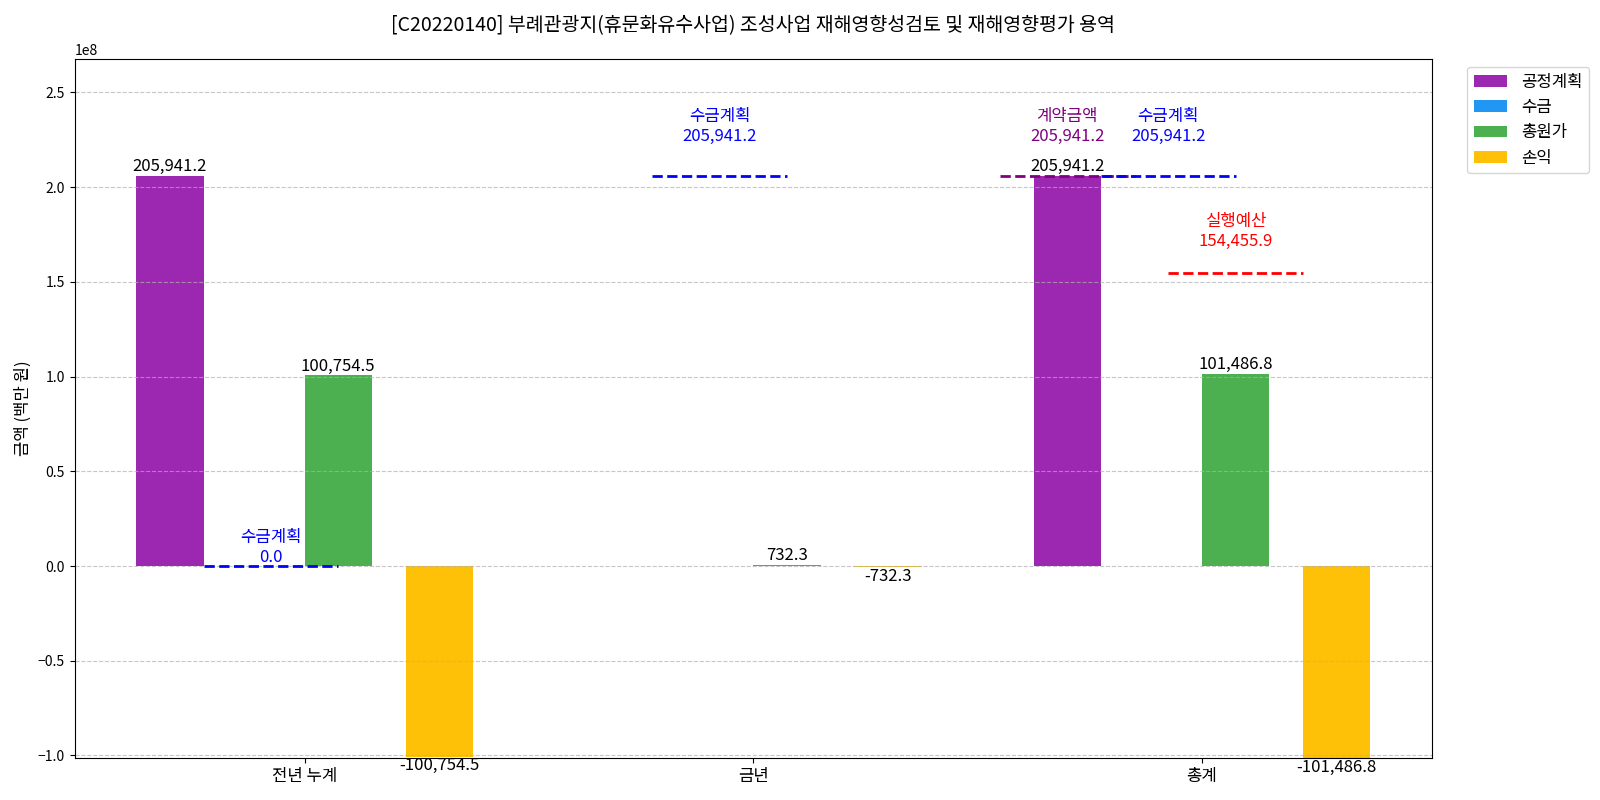 [C20220140] 부례관광지(휴문화유수사업) 조성사업 재해영향성검토 및 재해영향평가 용역
1e8
금액 (백만 원)
2.5
2.0
1.5
1.0
0.5
0.0
−0.5
−1.0
205,941.2
수금계획
0.0
100,754.5
-100,754.5
수금계획
205,941.2
732.3
-732.3
계약금액
205,941.2
205,941.2
수금계획
205,941.2
실행예산
154,455.9
101,486.8
-101,486.8
전년 누계
금년
총계
공정계획
수금
총원가
손익